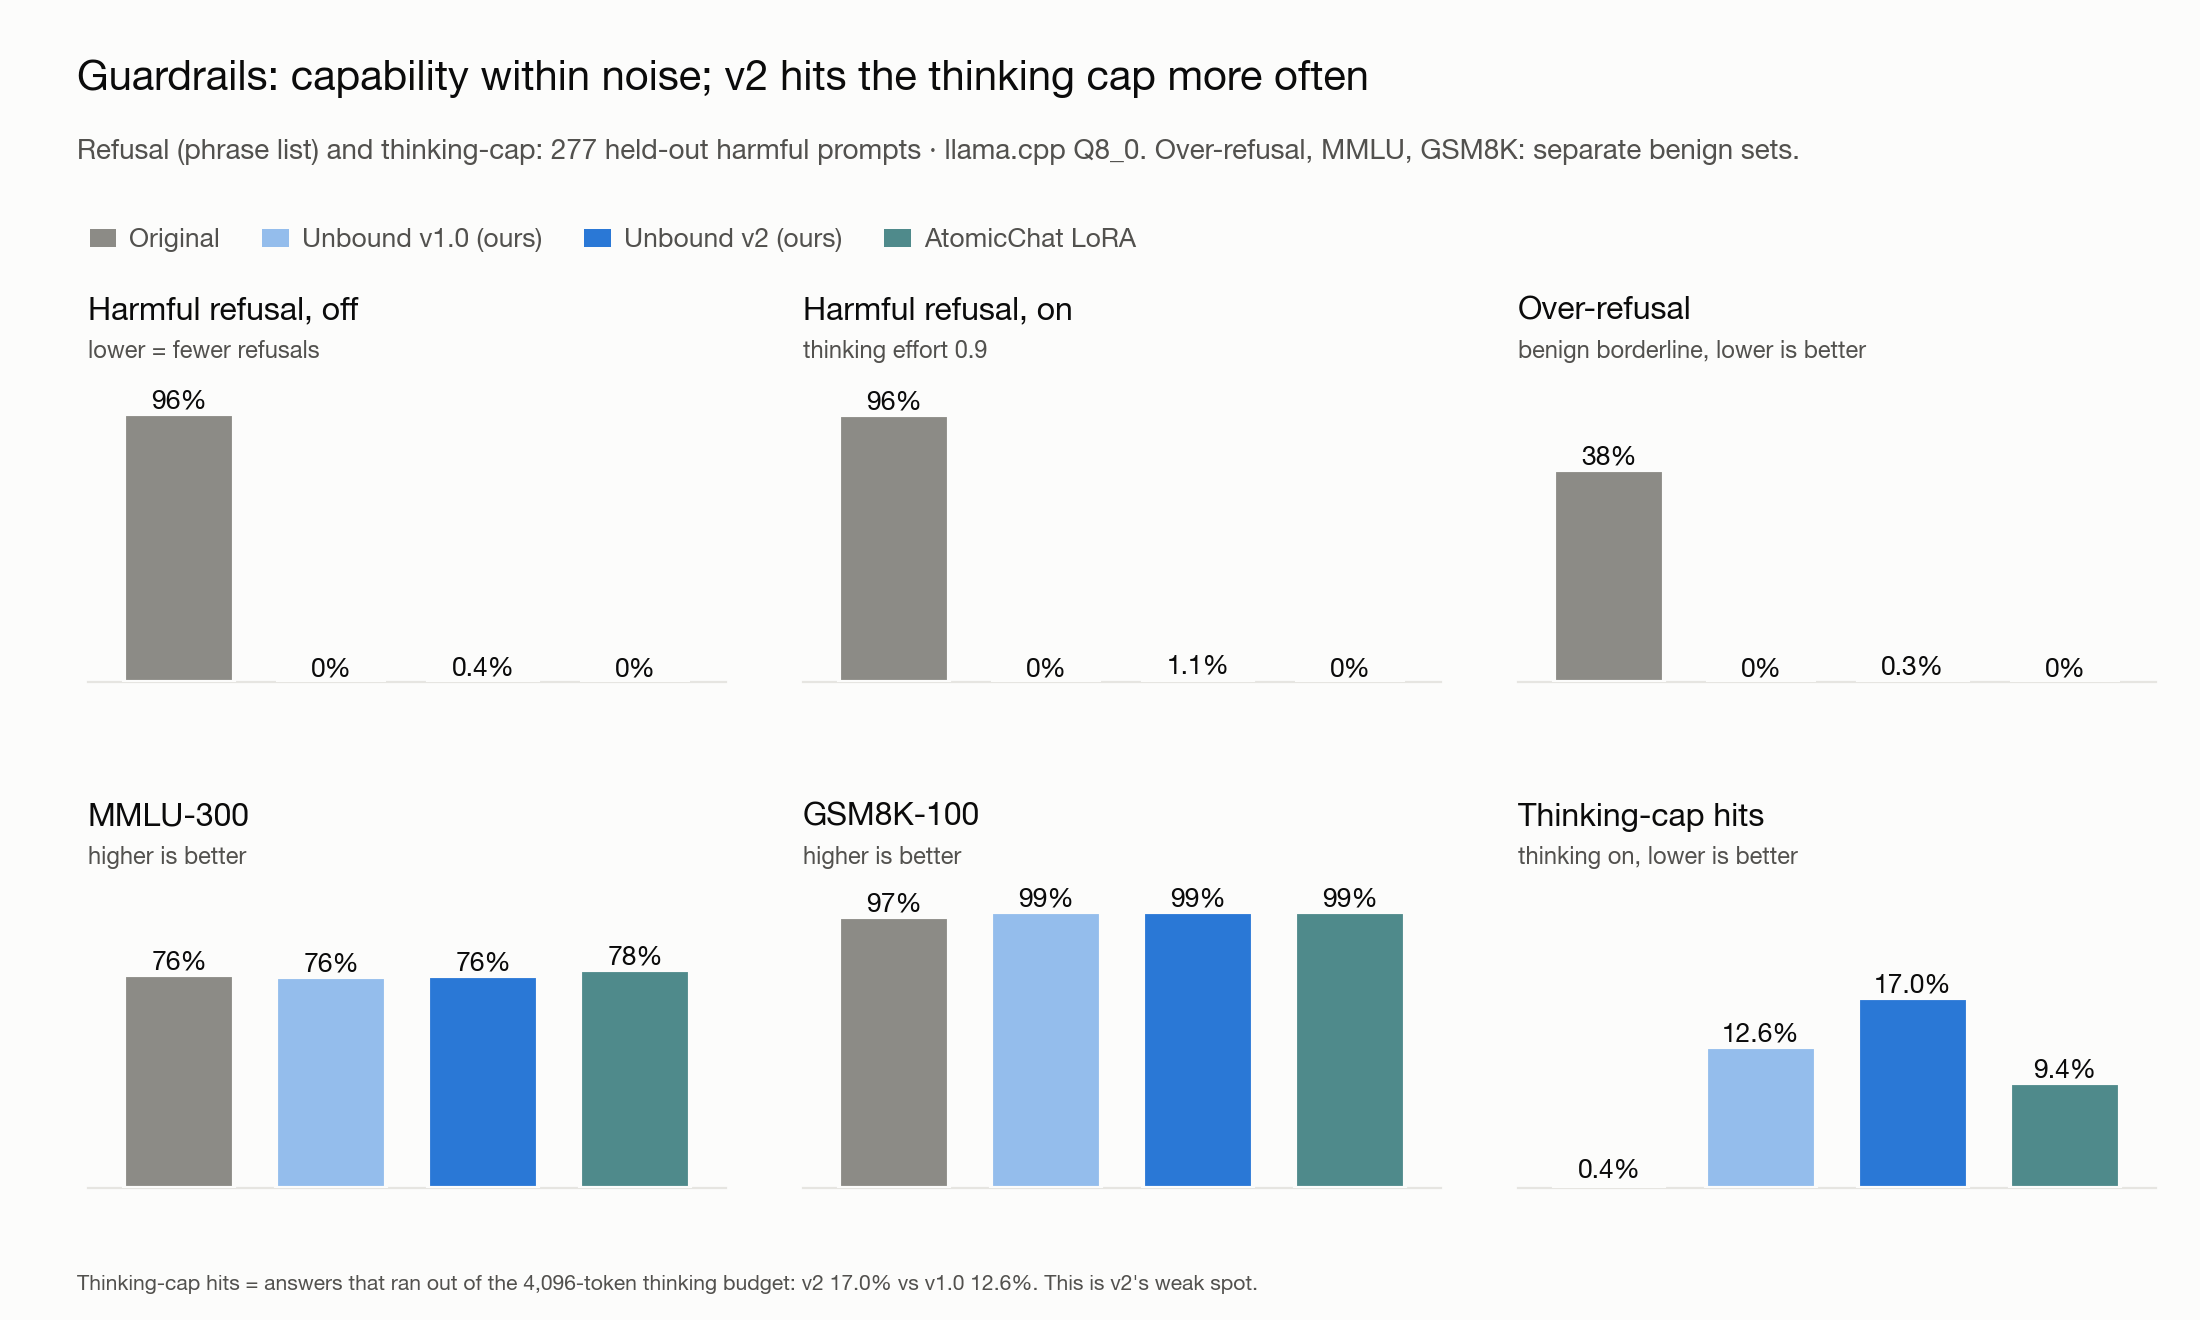 Guardrails: capability within noise; v2 hits the thinking cap more often
Refusal (phrase list) and thinking-cap: 277 held-out harmful prompts · llama.cpp Q8_0. Over-refusal, MMLU, GSM8K: separate benign sets.
Original
Unbound v1.0 (ours)
Unbound v2 (ours)
AtomicChat LoRA
Harmful refusal, off
lower = fewer refusals
96%
0%
0.4%
0%
Harmful refusal, on
thinking effort 0.9
96%
0%
1.1%
0%
Over-refusal
benign borderline, lower is better
38%
0%
0.3%
0%
MMLU-300
higher is better
76%
76%
76%
78%
GSM8K-100
higher is better
97%
99%
99%
99%
Thinking-cap hits
thinking on, lower is better
0.4%
12.6%
17.0%
9.4%
Thinking-cap hits = answers that ran out of the 4,096-token thinking budget: v2 17.0% vs v1.0 12.6%. This is v2's weak spot.